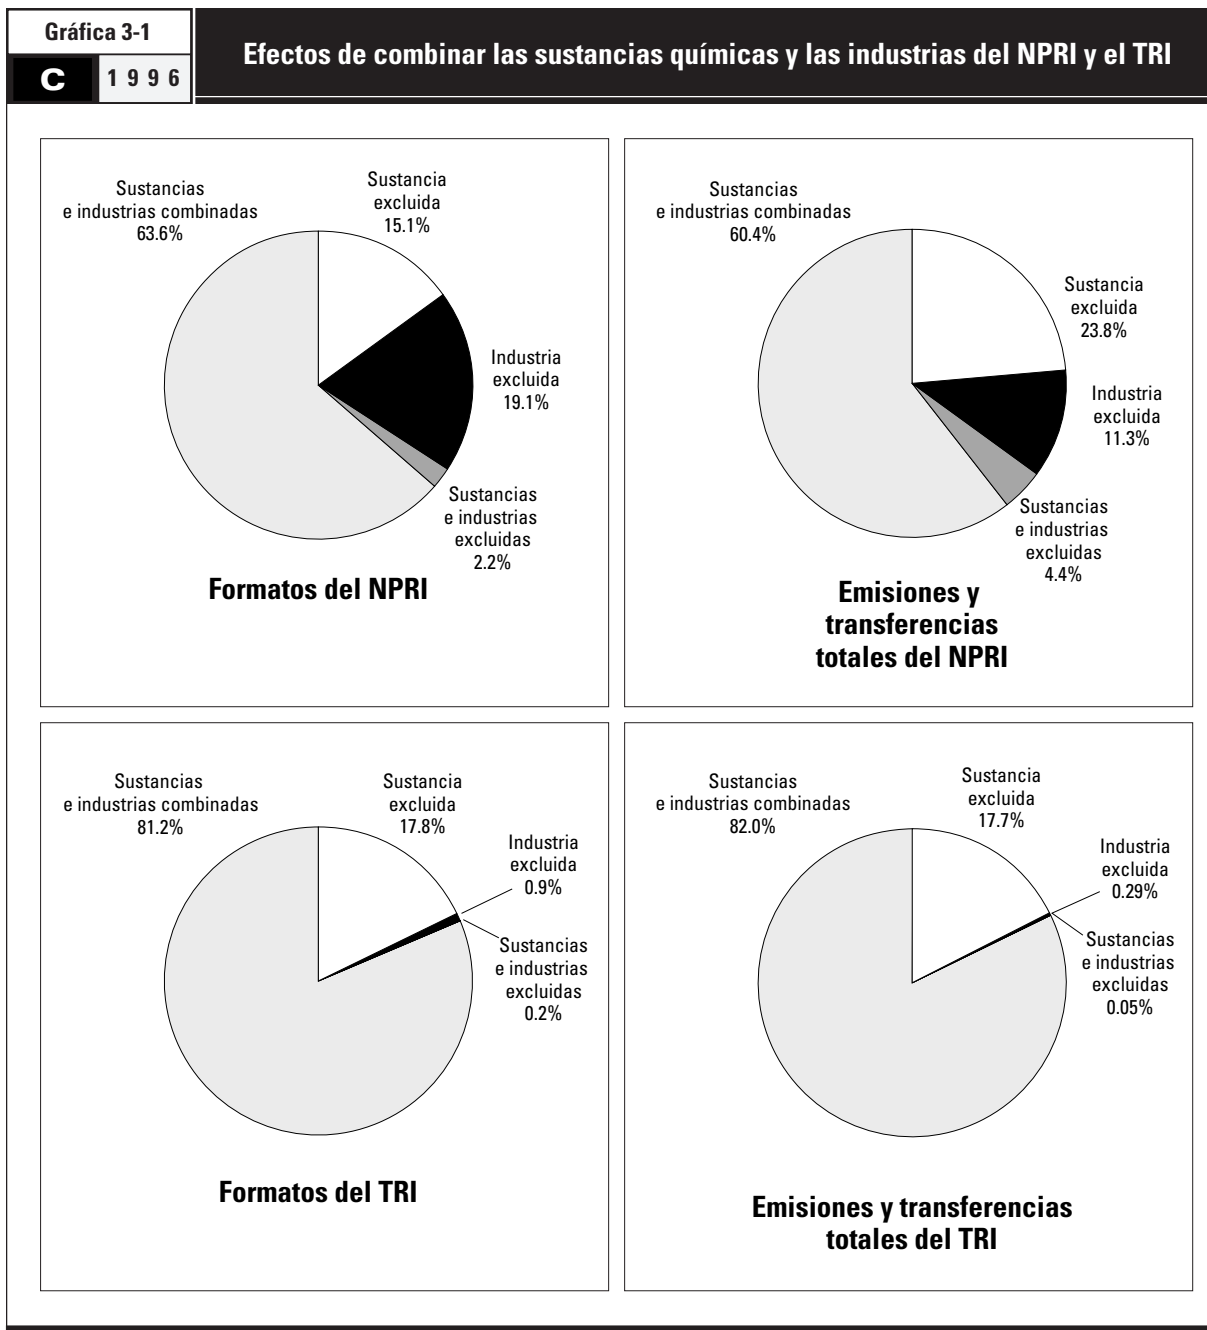 Gráfica 3-1
C 1 9 9 6
Efectos de combinar las sustancias químicas y las industrias del NPRI y el TRI
Sustancias
e industrias combinadas
63.6%
Sustancia
excluida
15.1%
Industria
excluida
19.1%
Sustancias
e industrias
excluidas
2.2%
Formatos del NPRI
Sustancias
e industrias combinadas
60.4%
Sustancia
excluida
23.8%
Industria
excluida
11.3%
Sustancias
e industrias
excluidas
4.4%
Emisiones y
transferencias
totales del NPRI
Sustancias
e industrias combinadas
81.2%
Sustancia
excluida
17.8%
Industria
excluida
0.9%
Sustancias
e industrias
excluidas
0.2%
Formatos del TRI
Sustancias
e industrias combinadas
82.0%
Sustancia
excluida
17.7%
Industria
excluida
0.29%
Sustancias
e industrias
excluidas
0.05%
Emisiones y transferencias
totales del TRI